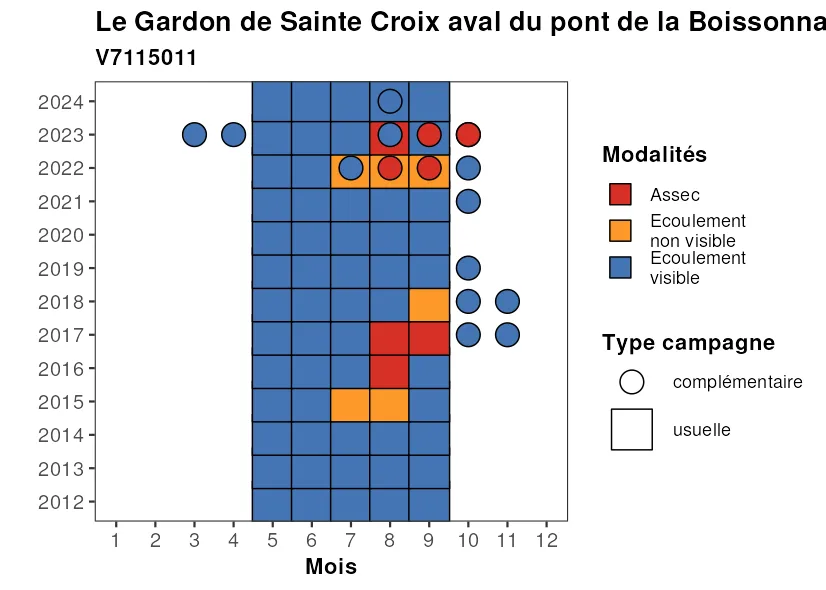 Le Gardon de Sainte Croix aval du pont de la Boissonna
V7115011
2024
2023
2022
2021
2020
2019
2018
2017
2016
2015
2014
2013
2012
1 2 3 4 5 6 7 8 9 10 11 12
Mois
Modalités
Assec
Ecoulement
non visible
Ecoulement
visible
Type campagne
complémentaire
usuelle